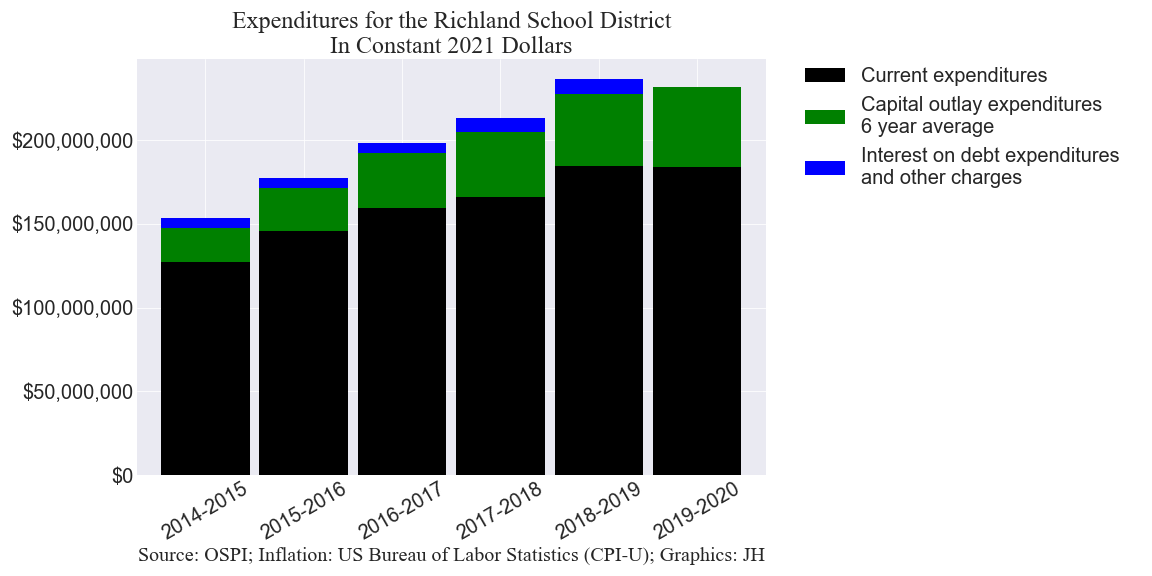 Expenditures for the Richland School District
In Constant 2021 Dollars
Current expenditures
Capital outlay expenditures
6 year average
Interest on debt expenditures
and other charges
$200,000,000
$150,000,000
$100,000,000
$50,000,000
$0
2014-2015
2015-2016
2016-2017
2017-2018
2018-2019
2019-2020
Source: OSPI; Inflation: US Bureau of Labor Statistics (CPI-U); Graphics: JH